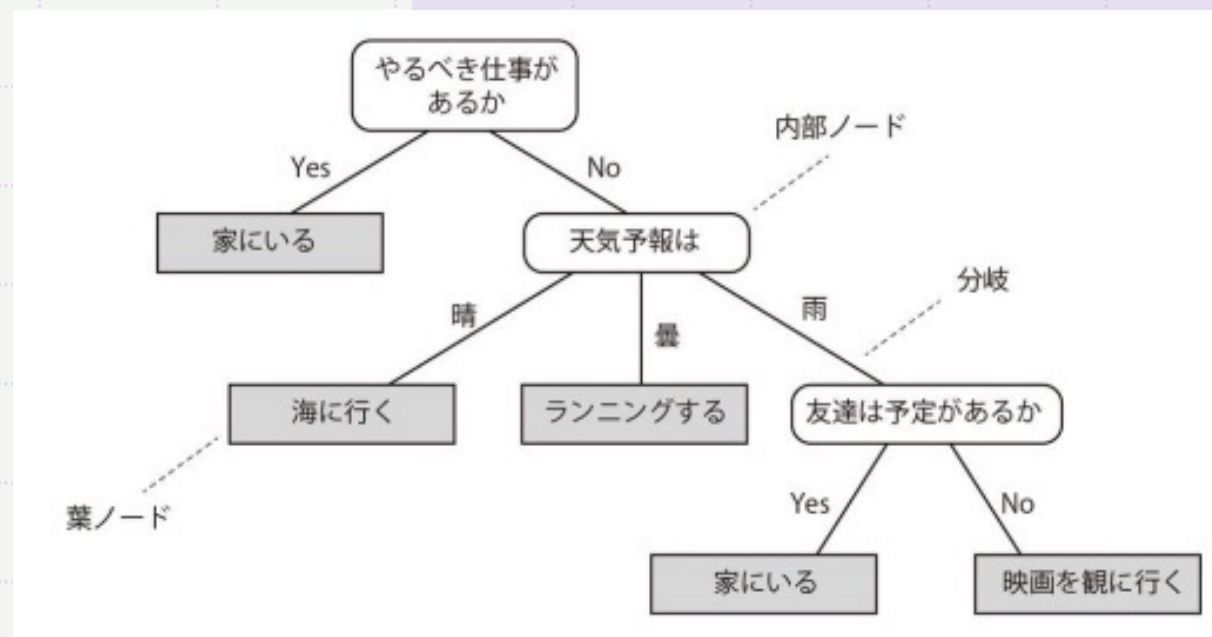 やるべき仕事が
あるか
内部ノード
Yes
No
家にいる
天気予報は
分岐
晴
曇
雨
海に行く
ランニングする
友達は予定があるか
葉ノード
Yes
No
家にいる
映画を観に行く